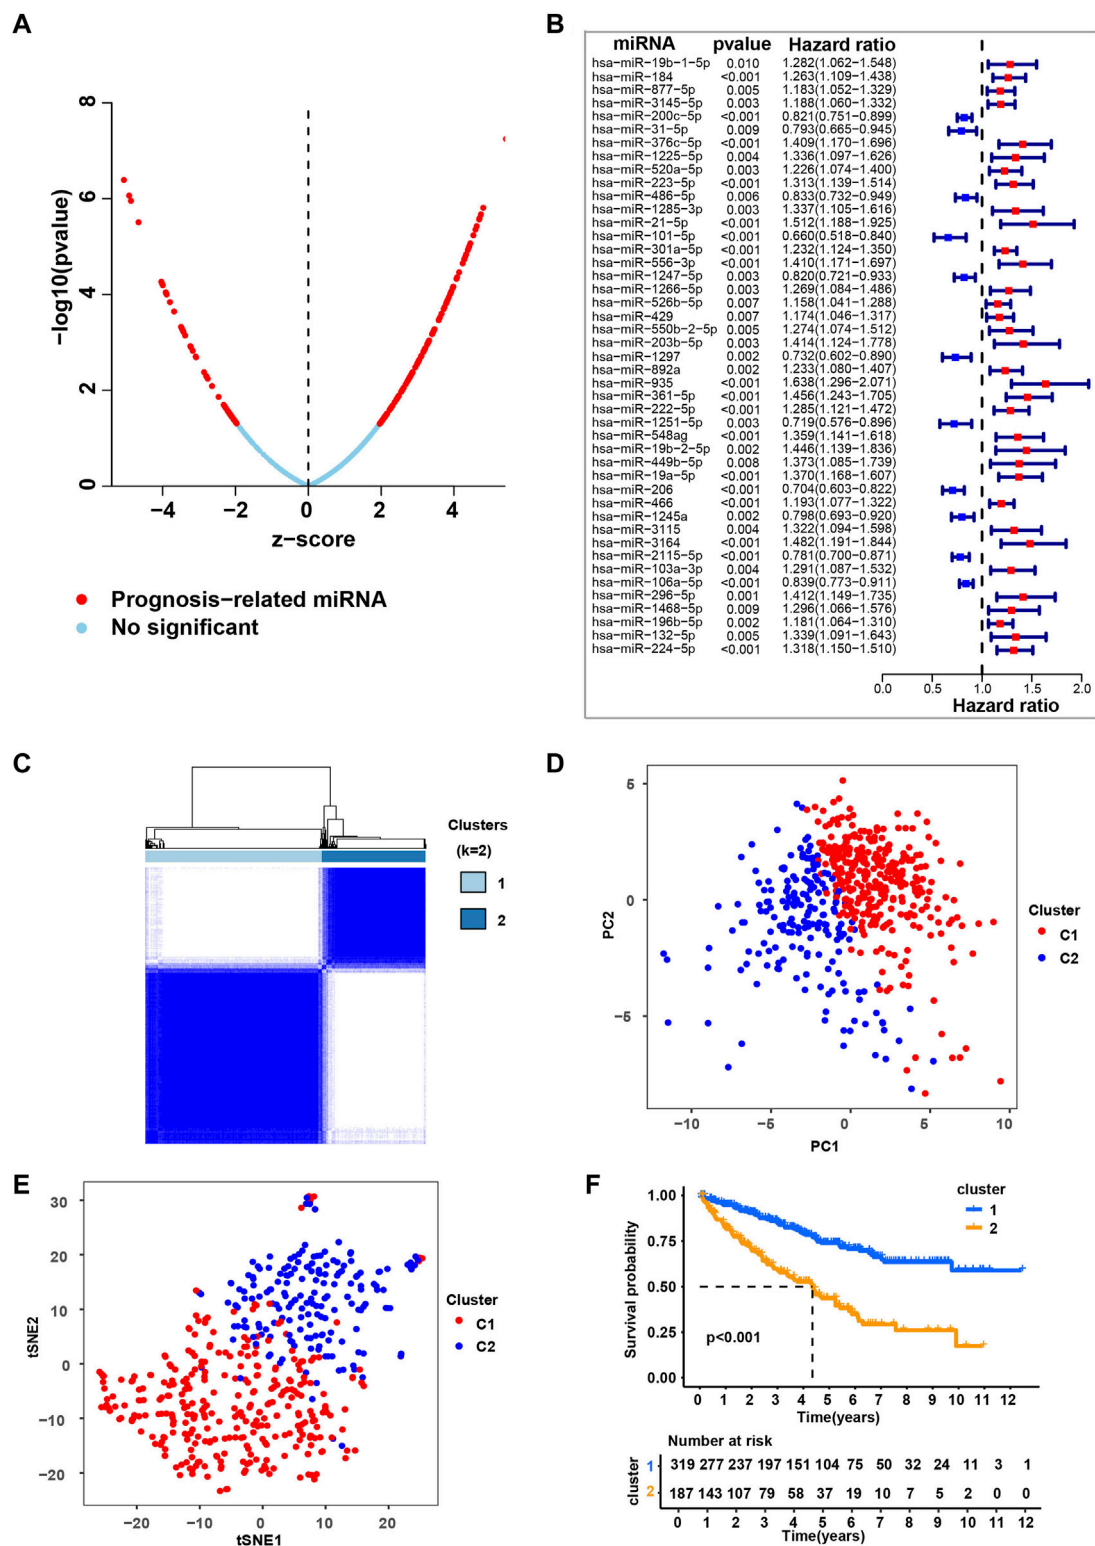 A
8
6
4
2
0
−log10(pvalue)
−4
−2
0
2
4
z−score
Prognosis−related miRNA
No significant
B
miRNA pvalue Hazard ratio
hsa−miR−19b−1−5p 0.010 1.282(1.062−1.548)
hsa−miR−184 <0.001 1.263(1.109−1.438)
hsa−miR−877−5p 0.005 1.183(1.052−1.329)
hsa−miR−3145−5p 0.003 1.188(1.060−1.332)
hsa−miR−200c−5p <0.001 0.821(0.751−0.899)
hsa−miR−31−5p 0.009 0.793(0.665−0.945)
hsa−miR−376c−5p <0.001 1.409(1.170−1.696)
hsa−miR−1225−5p 0.004 1.336(1.097−1.626)
hsa−miR−520a−5p 0.003 1.226(1.074−1.400)
hsa−miR−223−5p <0.001 1.313(1.139−1.514)
hsa−miR−486−5p 0.006 0.833(0.732−0.949)
hsa−miR−1285−3p 0.003 1.337(1.105−1.616)
hsa−miR−21−5p <0.001 1.512(1.188−1.925)
hsa−miR−101−5p <0.001 0.660(0.518−0.840)
hsa−miR−301a−5p <0.001 1.232(1.124−1.350)
hsa−miR−556−3p <0.001 1.410(1.171−1.697)
hsa−miR−1247−5p 0.003 0.820(0.721−0.933)
hsa−miR−1266−5p 0.003 1.269(1.084−1.486)
hsa−miR−526b−5p 0.007 1.158(1.041−1.288)
hsa−miR−429 0.007 1.174(1.046−1.317)
hsa−miR−550b−2−5p 0.005 1.274(1.074−1.512)
hsa−miR−203b−5p 0.003 1.414(1.124−1.778)
hsa−miR−1297 0.002 0.732(0.602−0.890)
hsa−miR−892a 0.002 1.233(1.080−1.407)
hsa−miR−935 <0.001 1.638(1.296−2.071)
hsa−miR−361−5p <0.001 1.456(1.243−1.705)
hsa−miR−222−5p <0.001 1.285(1.121−1.472)
hsa−miR−1251−5p 0.003 0.719(0.576−0.896)
hsa−miR−548ag <0.001 1.359(1.141−1.618)
hsa−miR−19b−2−5p 0.002 1.446(1.139−1.836)
hsa−miR−449b−5p 0.008 1.373(1.085−1.739)
hsa−miR−19a−5p <0.001 1.370(1.168−1.607)
hsa−miR−206 <0.001 0.704(0.603−0.822)
hsa−miR−466 <0.001 1.193(1.077−1.322)
hsa−miR−1245a 0.002 0.798(0.693−0.920)
hsa−miR−3115 0.004 1.322(1.094−1.598)
hsa−miR−3164 <0.001 1.482(1.191−1.844)
hsa−miR−2115−5p <0.001 0.781(0.700−0.871)
hsa−miR−103a−3p 0.004 1.291(1.087−1.532)
hsa−miR−106a−5p <0.001 0.839(0.773−0.911)
hsa−miR−296−5p 0.001 1.412(1.149−1.735)
hsa−miR−1468−5p 0.009 1.296(1.066−1.576)
hsa−miR−196b−5p 0.002 1.181(1.064−1.310)
hsa−miR−132−5p 0.005 1.339(1.091−1.643)
hsa−miR−224−5p <0.001 1.318(1.150−1.510)
0.0 0.5 1.0 1.5 2.0
Hazard ratio
C
Clusters
(k=2)
1
2
D
5
0
−5
PC2
−10 −5 0 5 10
PC1
Cluster
C1
C2
E
30
20
10
0
−10
−20
tSNE2
−20 −10 0 10 20
tSNE1
Cluster
C1
C2
F
cluster
1
2
1.00
0.75
0.50
0.25
0.00
Survival probability
p<0.001
0 1 2 3 4 5 6 7 8 9 10 11 12
Time(years)
Number at risk
cluster
1 319 277 237 197 151 104 75 50 32 24 11 3 1
2 187 143 107 79 58 37 19 10 7 5 2 0 0
0 1 2 3 4 5 6 7 8 9 10 11 12
Time(years)